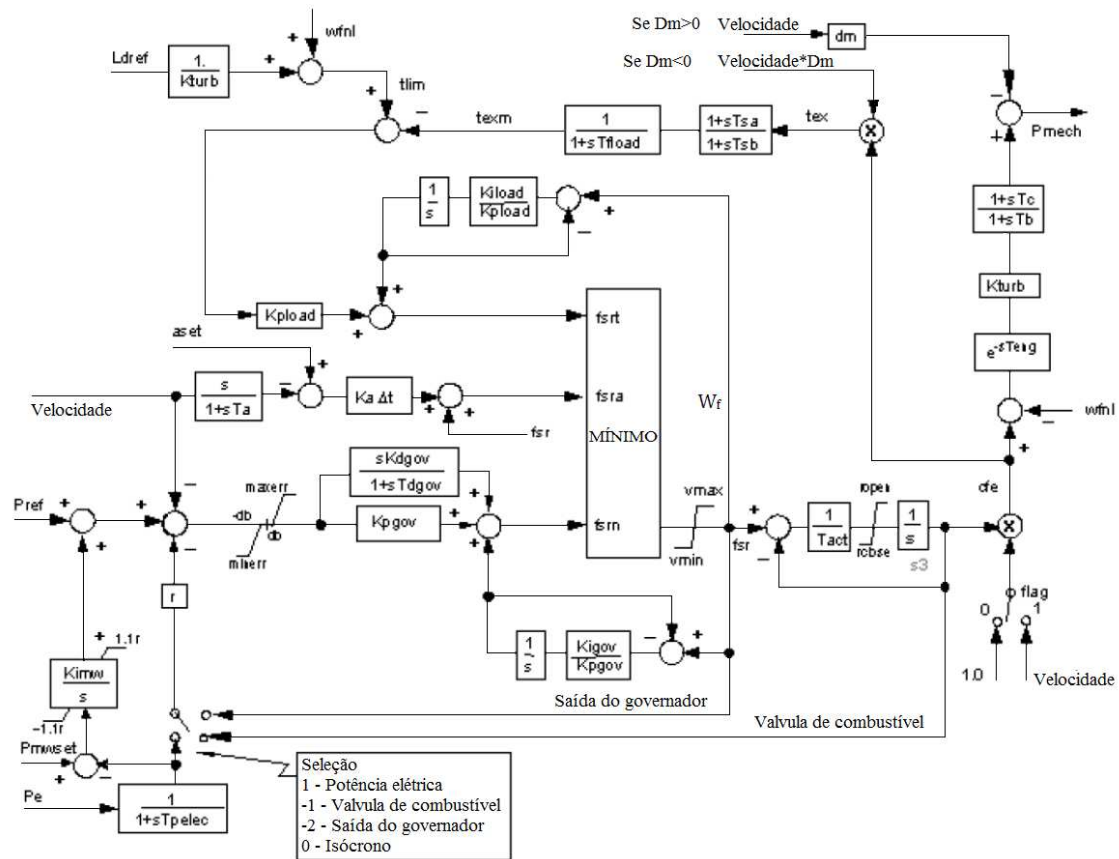 Se Dm>0 Velocidade
dm
wfnl
Ldref
1.
Kturb
Se Dm<0 Velocidade*Dm
tlim
texm
1
1+sTfload
1+sTsa
1+sTsb
tex
X
Pmech
1
s
Kiload
Kpload
1+sTc
1+sTb
Kturb
e-sTeng
Kpload
fsrt
aset
Velocidade
s
1+sTa
Ka Δt
fsra
fsr
MÍNIMO
Wf
wfnl
cfe
sKdgov
1+sTdgov
maxerr
-db
db
minerr
Pref
Kpgov
fsrn
vmax
vmin
fsr
1
Tact
ropen
rclose
1
s
s3
X
r
flag
0
1
1.0
Velocidade
1
s
Kigov
Kpgov
1.1r
Kimw
s
-1.1r
Saída do governador
Valvula de combustível
Pmwset
Pe
1
1+sTpelec
Seleção
1 - Potência elétrica
-1 - Valvula de combustível
-2 - Saída do governador
0 - Isócrono